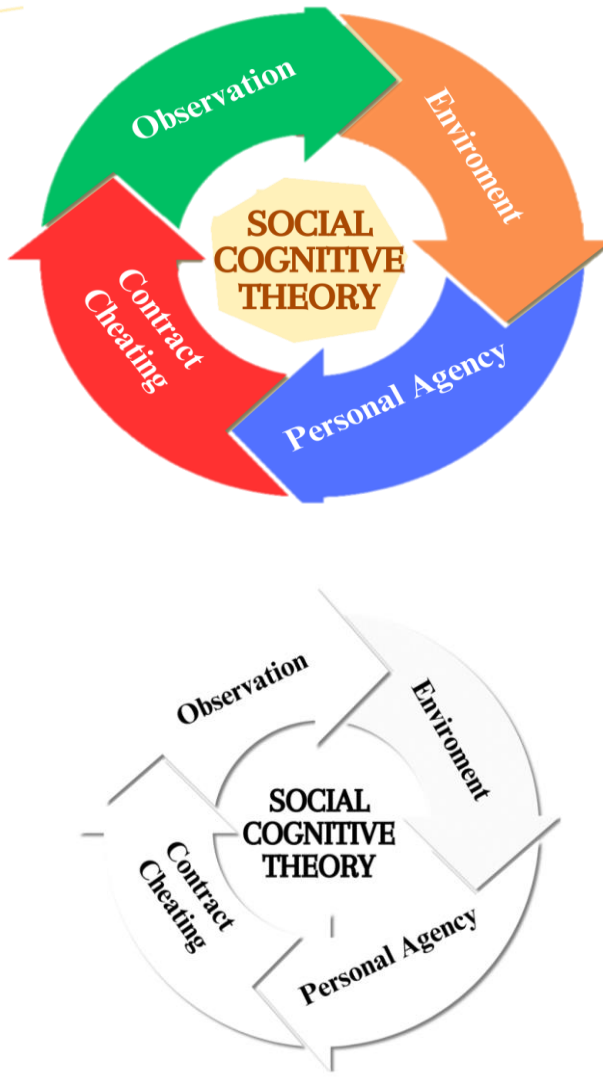 Observation
Enviroment
SOCIAL
COGNITIVE
THEORY
Contract
Cheating
Personal Agency
Observation
Enviroment
SOCIAL
COGNITIVE
THEORY
Contract
Cheating
Personal Agency